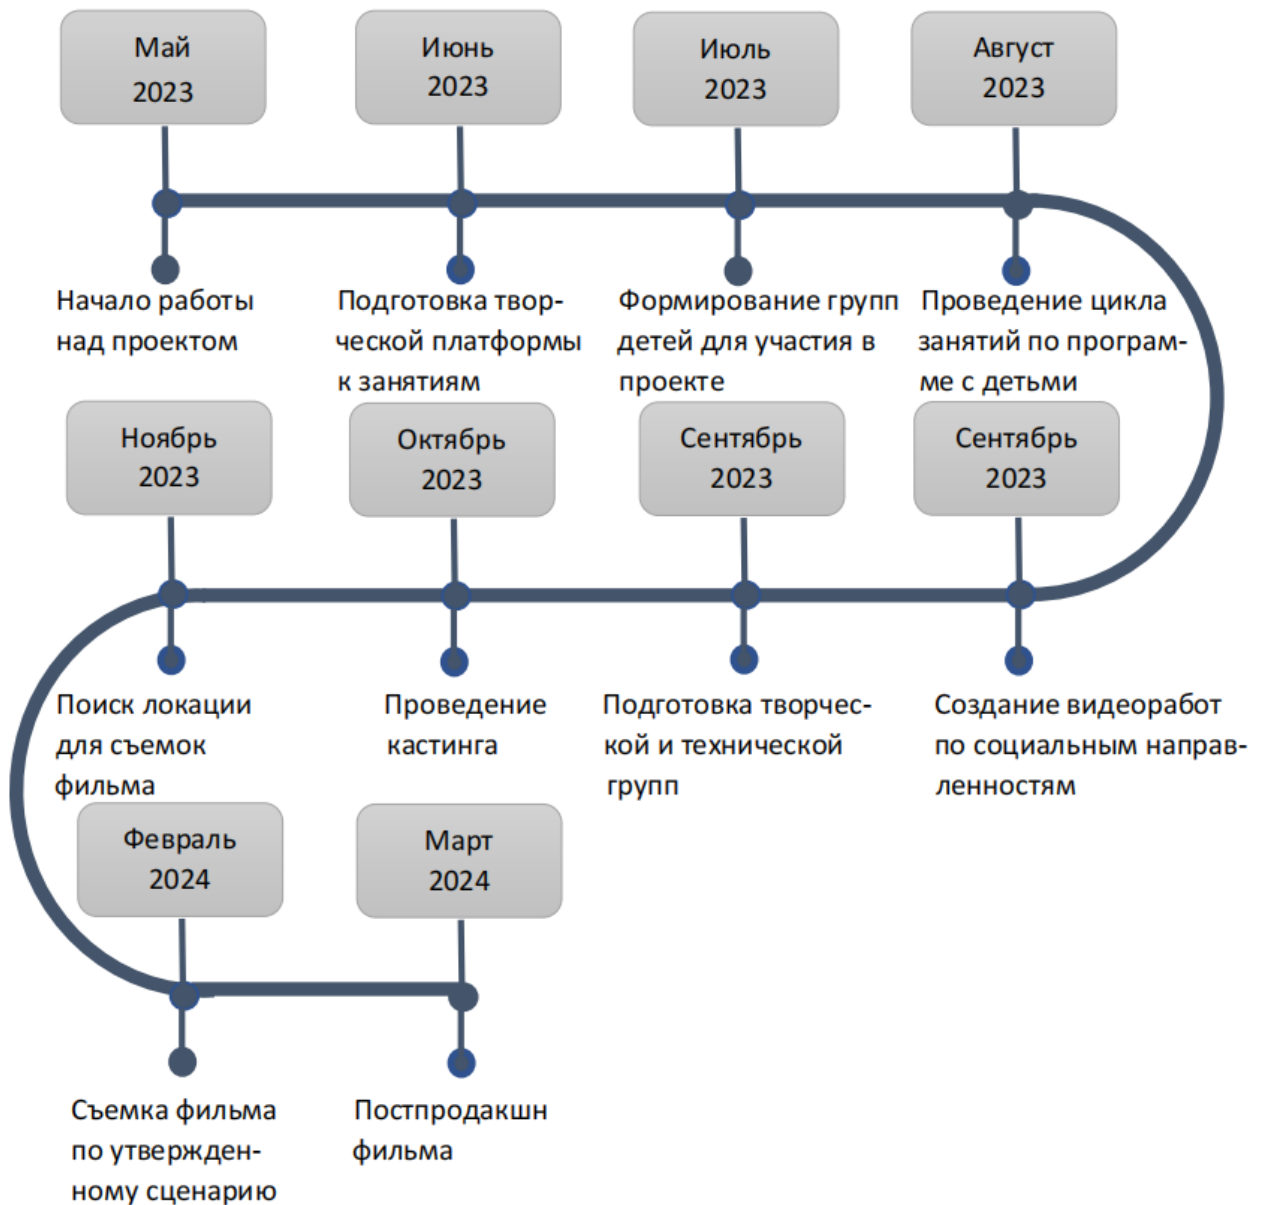 Май
2023
Июнь
2023
Июль
2023
Август
2023
Начало работы
над проектом
Подготовка твор-
ческой платформы
к занятиям
Формирование групп
детей для участия в
проекте
Проведение цикла
занятий по програм-
ме с детьми
Ноябрь
2023
Октябрь
2023
Сентябрь
2023
Сентябрь
2023
Поиск локации
для съемок
фильма
Проведение
кастинга
Подготовка творчес-
кой и технической
групп
Создание видеоработ
по социальным направ-
ленностям
Февраль
2024
Март
2024
Съемка фильма
по утвержден-
ному сценарию
Постпродакшн
фильма